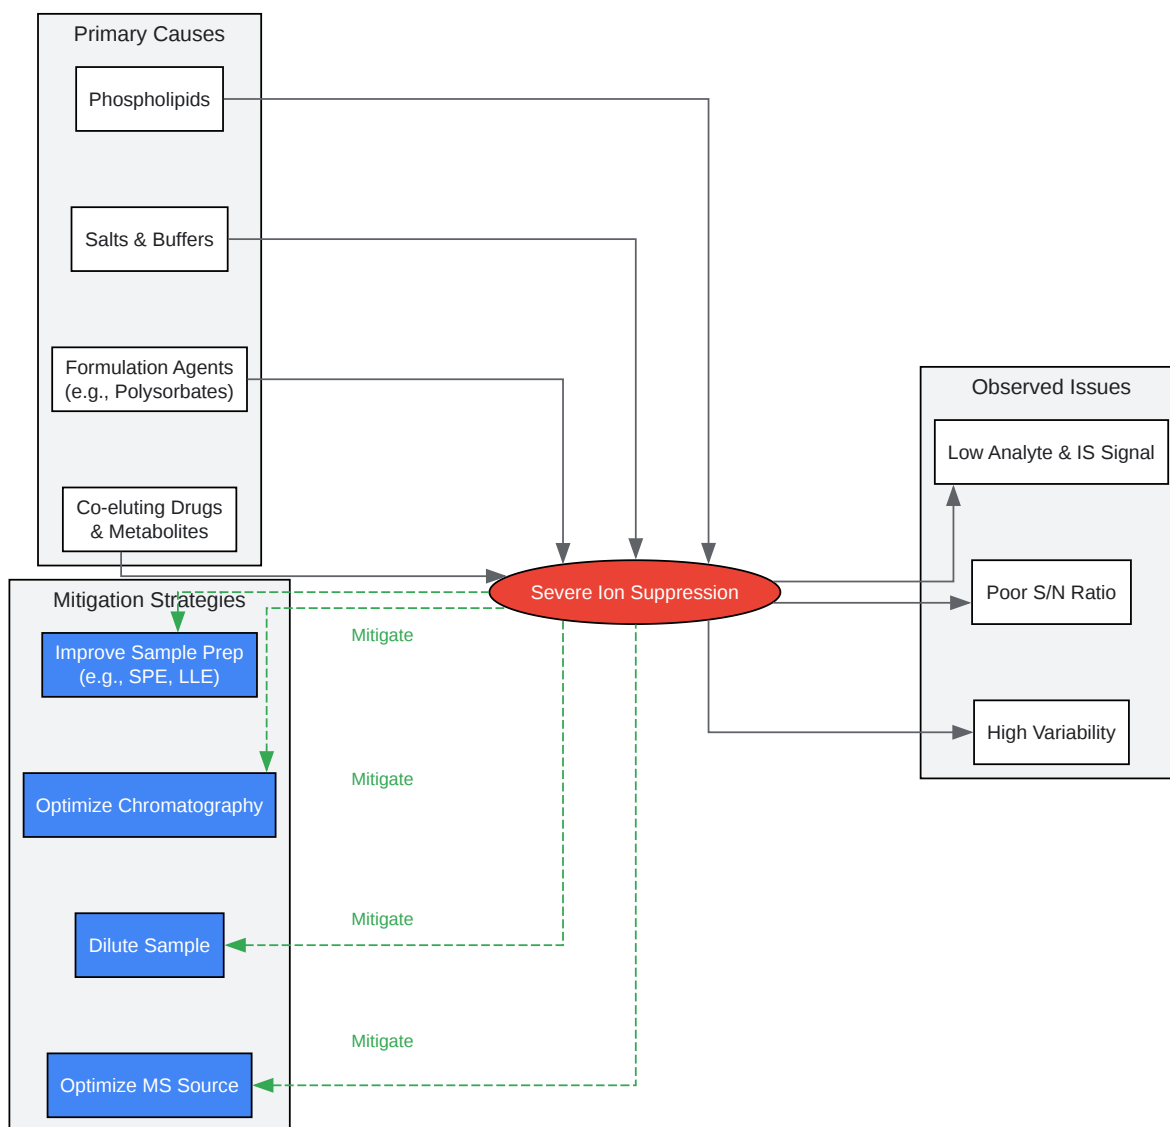 Primary Causes
Phospholipids
Salts & Buffers
Formulation Agents
(e.g., Polysorbates)
Co-eluting Drugs
& Metabolites
Severe Ion Suppression
Observed Issues
Low Analyte & IS Signal
Poor S/N Ratio
High Variability
Mitigation Strategies
Improve Sample Prep
(e.g., SPE, LLE)
Optimize Chromatography
Dilute Sample
Optimize MS Source
Mitigate
Mitigate
Mitigate
Mitigate